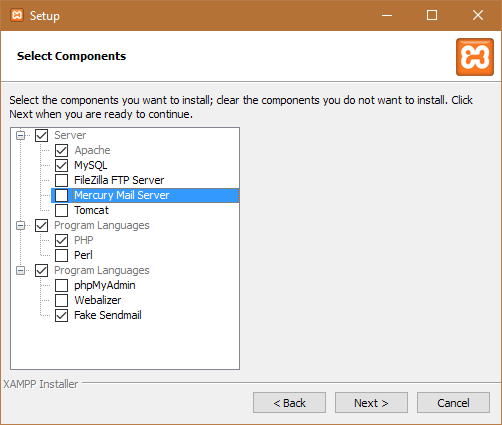 Setup
Select Components
Select the components you want to install; clear the components you do not want to install. Click
Next when you are ready to continue.
Server
Apache
MySQL
FileZilla FTP Server
Mercury Mail Server
Tomcat
Program Languages
PHP
Perl
Program Languages
phpMyAdmin
Webalizer
Fake Sendmail
XAMPP Installer
< Back
Next >
Cancel